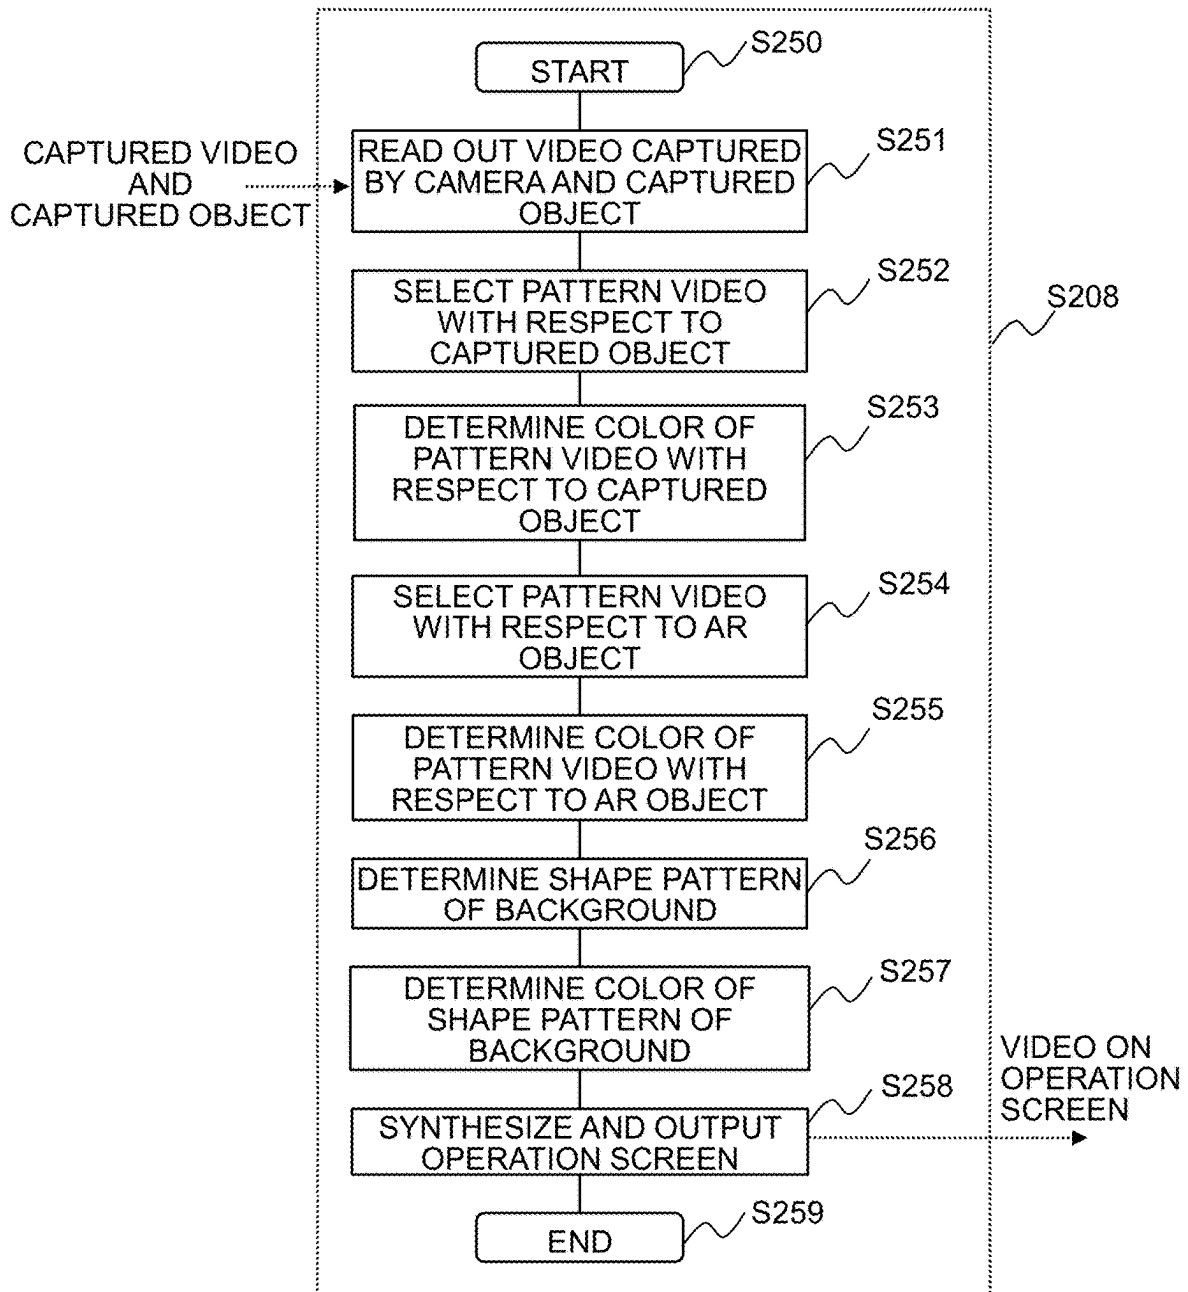 S250
START
CAPTURED VIDEO
AND
CAPTURED OBJECT
S251
READ OUT VIDEO CAPTURED
BY CAMERA AND CAPTURED
OBJECT
S252
SELECT PATTERN VIDEO
WITH RESPECT TO
CAPTURED OBJECT
S208
S253
DETERMINE COLOR OF
PATTERN VIDEO WITH
RESPECT TO CAPTURED
OBJECT
S254
SELECT PATTERN VIDEO
WITH RESPECT TO AR
OBJECT
S255
DETERMINE COLOR OF
PATTERN VIDEO WITH
RESPECT TO AR OBJECT
S256
DETERMINE SHAPE PATTERN
OF BACKGROUND
S257
DETERMINE COLOR OF
SHAPE PATTERN OF
BACKGROUND
VIDEO ON
OPERATION
SCREEN
S258
SYNTHESIZE AND OUTPUT
OPERATION SCREEN
S259
END